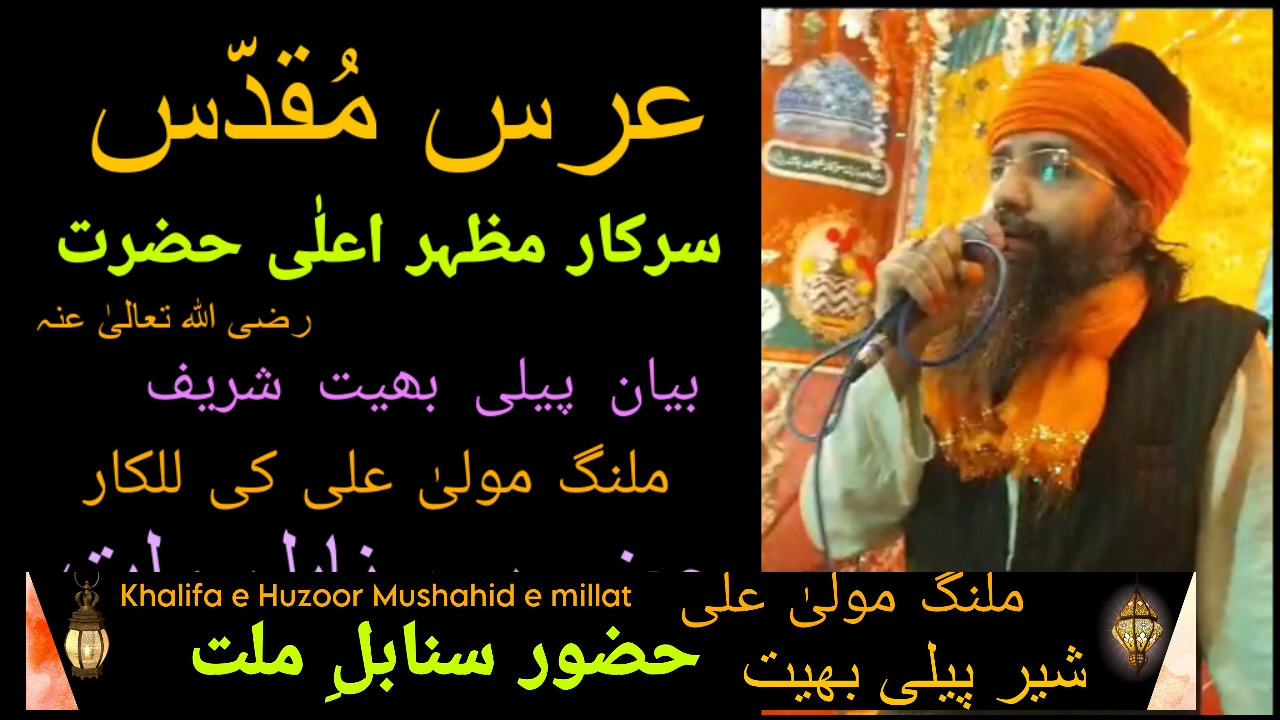 عرس مُقدّس
سرکار مظہر اعلٰی حضرت
رضی اللہ تعالیٰ عنہ
بیان پیلی بھیت شریف
ملنگ مولیٰ علی کی للکار
Khalifa e Huzoor Mushahid e millat
حضور سنابلِ ملت
ملنگ مولیٰ علی
شیر پیلی بھیت